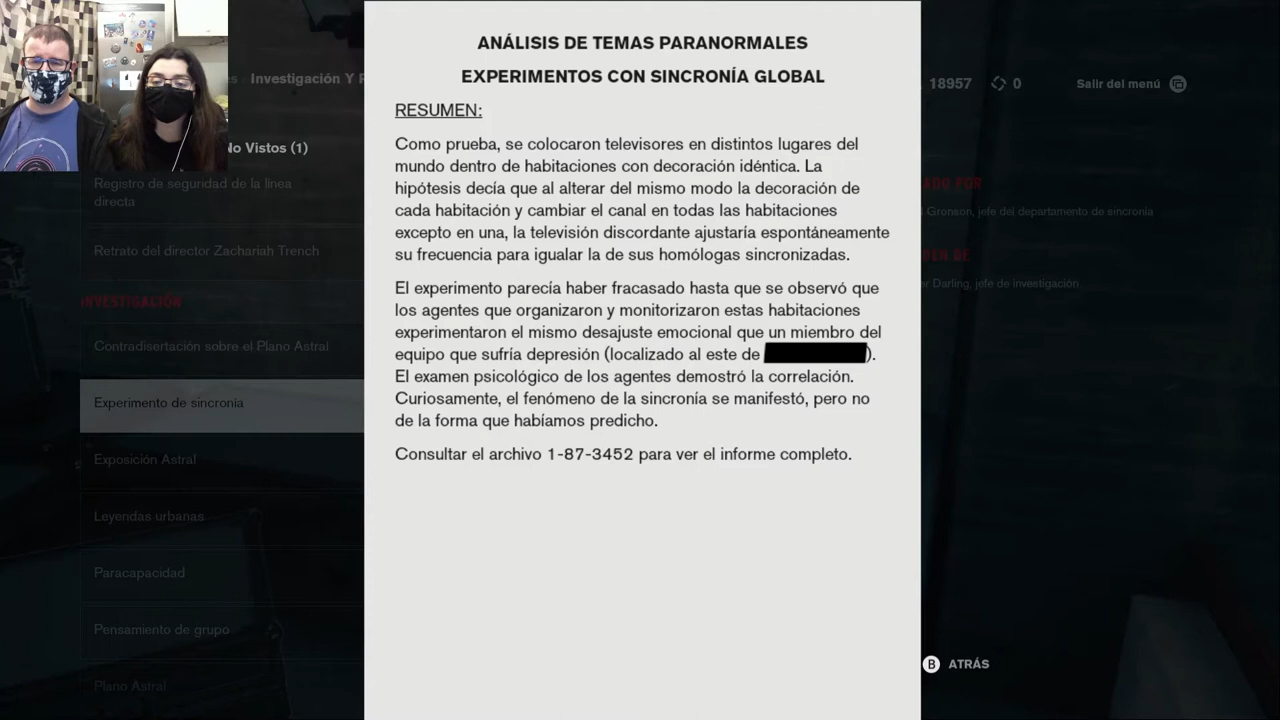 ANÁLISIS DE TEMAS PARANORMALES
EXPERIMENTOS CON SINCRONÍA GLOBAL
RESUMEN:
Como prueba, se colocaron televisores en distintos lugares del
mundo dentro de habitaciones con decoración idéntica. La
hipótesis decía que al alterar del mismo modo la decoración de
cada habitación y cambiar el canal en todas las habitaciones
excepto en una, la televisión discordante ajustaría espontáneamente
su frecuencia para igualar la de sus homólogas sincronizadas.
El experimento parecía haber fracasado hasta que se observó que
los agentes que organizaron y monitorizaron estas habitaciones
experimentaron el mismo desajuste emocional que un miembro del
equipo que sufría depresión (localizado al este de ).
El examen psicológico de los agentes demostró la correlación.
Curiosamente, el fenómeno de la sincronía se manifestó, pero no
de la forma que habíamos predicho.
Consultar el archivo 1-87-3452 para ver el informe completo.
Investigación Y
No Vistos (1)
Registro de seguridad de la línea
directa
Retrato del director Zachariah Trench
INVESTIGACIÓN
Contradisertación sobre el Plano Astral
Experimento de sincronía
Exposición Astral
Leyendas urbanas
Paracapacidad
Pensamiento de grupo
Plano Astral
18957 0 Salir del menú
POR
Gronson, jefe del departamento de sincronía
DE
Darling, jefe de investigación
B ATRÁS